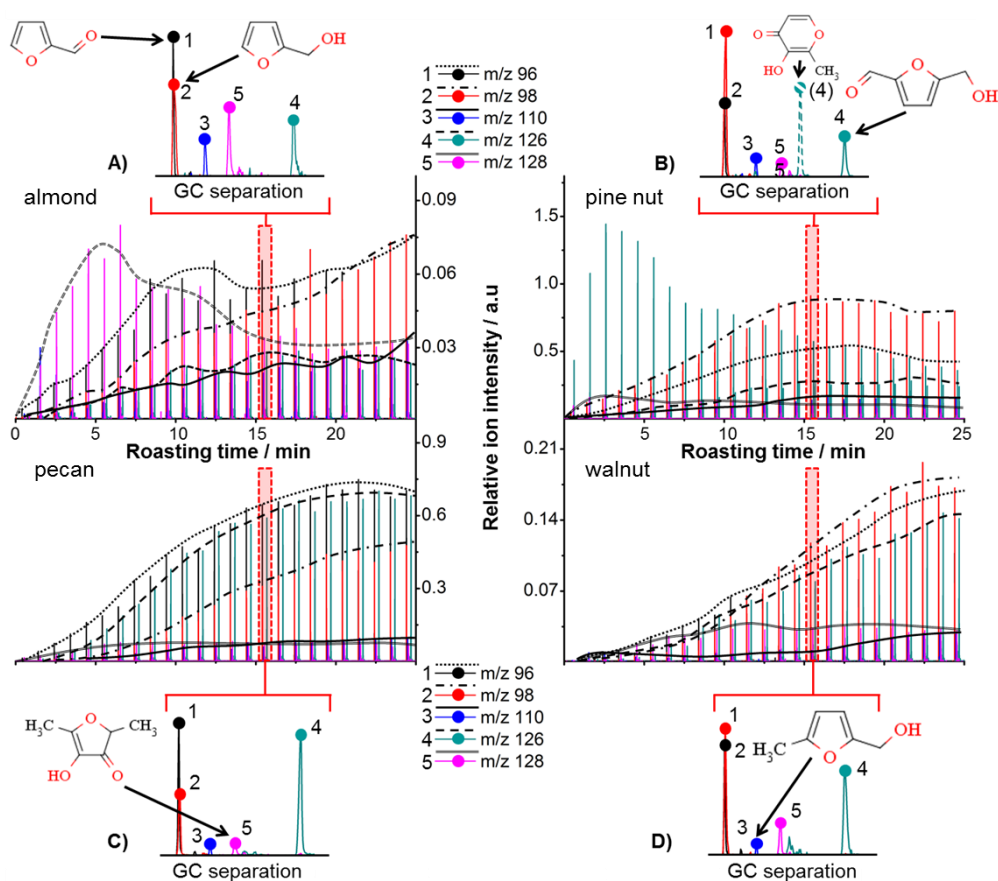 O
1
OH
2
3
5
4
A)
GC separation
1 m/z 96
2 m/z 98
3 m/z 110
4 m/z 126
5 m/z 128
1
2
3
5
5
(4)
4
O
O
HO
CH3
O
O
OH
B)
GC separation
almond
0.09
0.06
0.03
0.00
0
5
10
15
20
Roasting time / min
pine nut
1.5
1.0
0.5
5
10
15
20
25
Roasting time / min
Relative ion intensity / a.u
pecan
0.9
0.6
0.3
walnut
0.21
0.14
0.07
1 m/z 96
2 m/z 98
3 m/z 110
4 m/z 126
5 m/z 128
H3C
O
CH3
HO
O
1
2
3
5
4
C)
GC separation
1
2
3
5
4
H3C
O
OH
D)
GC separation